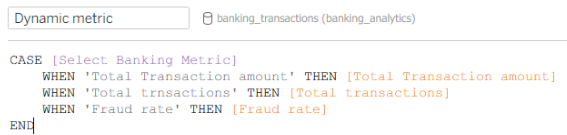 Dynamic metric
banking_transactions (banking_analytics)
CASE [Select Banking Metric]
WHEN 'Total Transaction amount' THEN [Total Transaction amount]
WHEN 'Total trnsactions' THEN [Total transactions]
WHEN 'Fraud rate' THEN [Fraud rate]
END